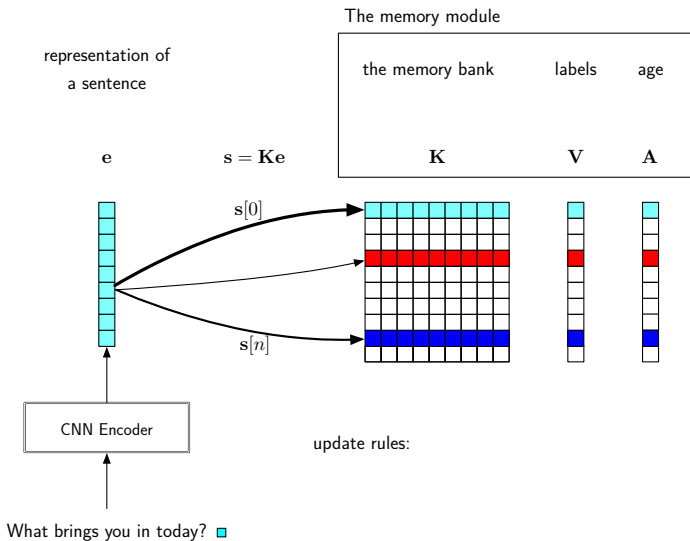 The memory module
representation of
a sentence
the memory bank labels age
e s = Ke K V A
s[0]
s[n]
CNN Encoder
update rules:
What brings you in today?